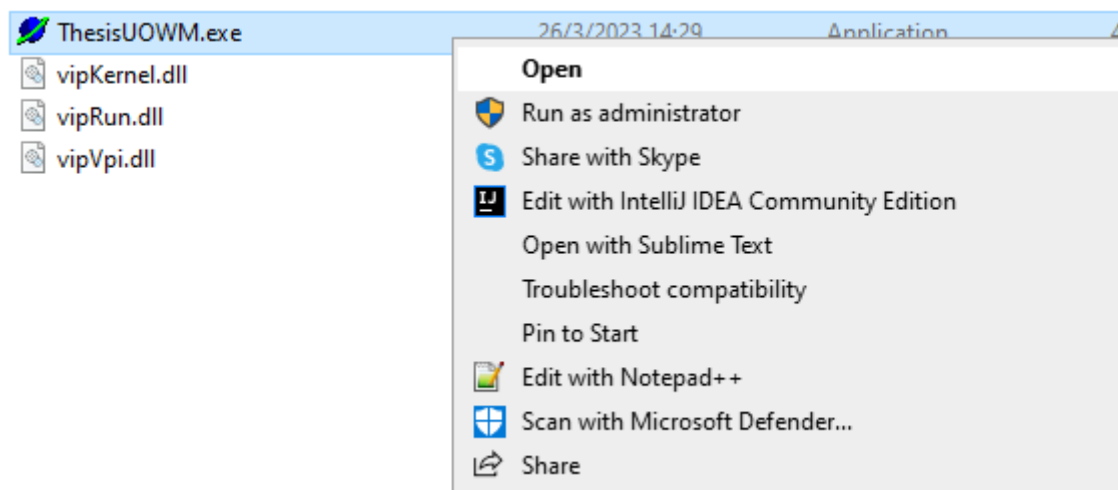 ThesisUOWM.exe 26/3/2023 14:29 Application
vipKernel.dll
vipRun.dll
vipVpi.dll
Open
Run as administrator
Share with Skype
Edit with IntelliJ IDEA Community Edition
Open with Sublime Text
Troubleshoot compatibility
Pin to Start
Edit with Notepad++
Scan with Microsoft Defender...
Share